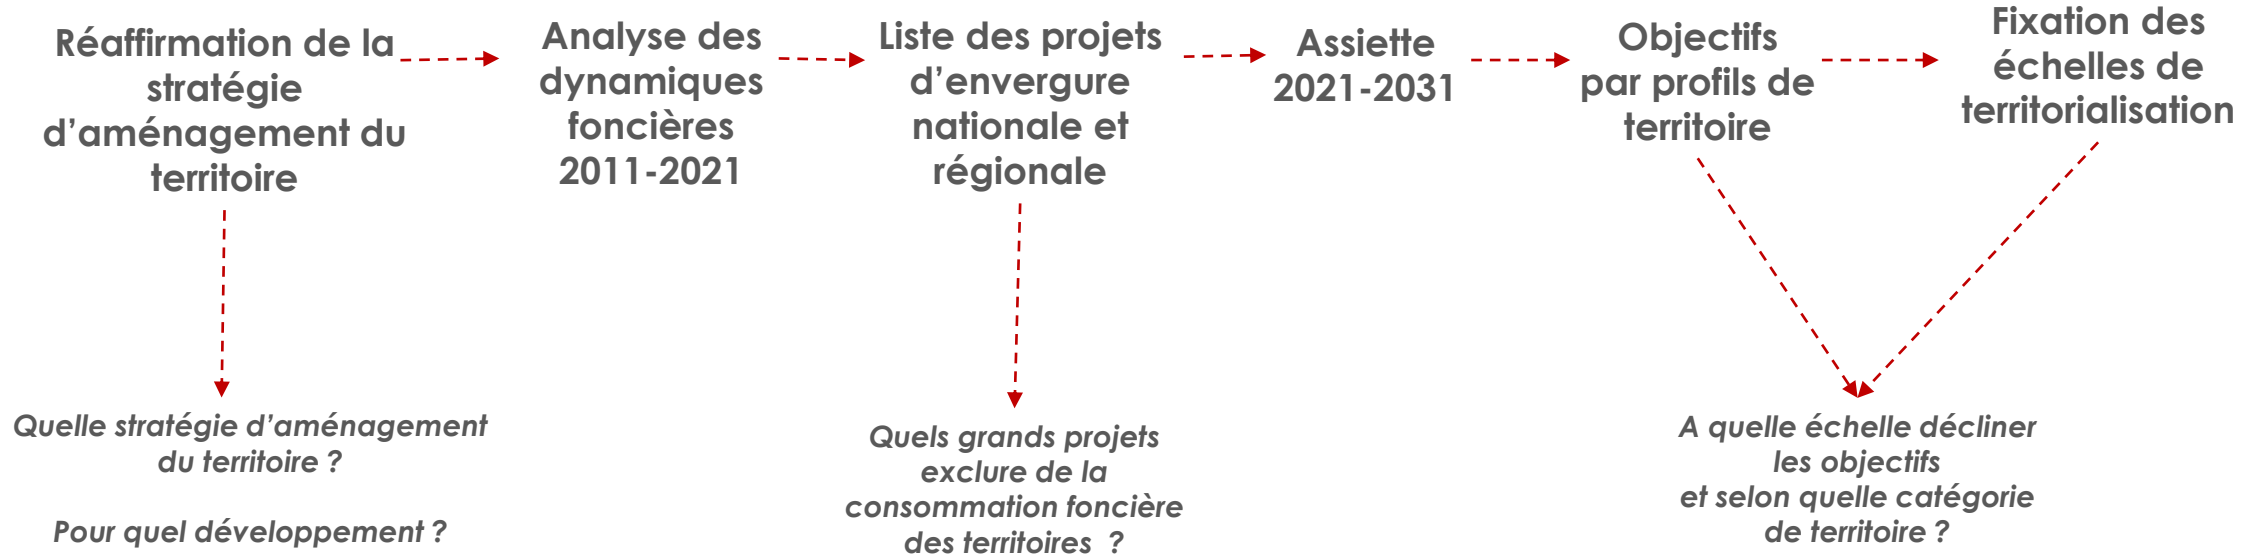 Réaffirmation de la
stratégie
d’aménagement du
territoire
Analyse des
dynamiques
foncières
2011-2021
Liste des projets
d’envergure
nationale et
régionale
Assiette
2021-2031
Objectifs
par profils de
territoire
Fixation des
échelles de
territorialisation
Quelle stratégie d’aménagement
du territoire ?
Pour quel développement ?
Quels grands projets
exclure de la
consommation foncière
des territoires  ?
A quelle échelle décliner
les objectifs
et selon quelle catégorie
de territoire ?